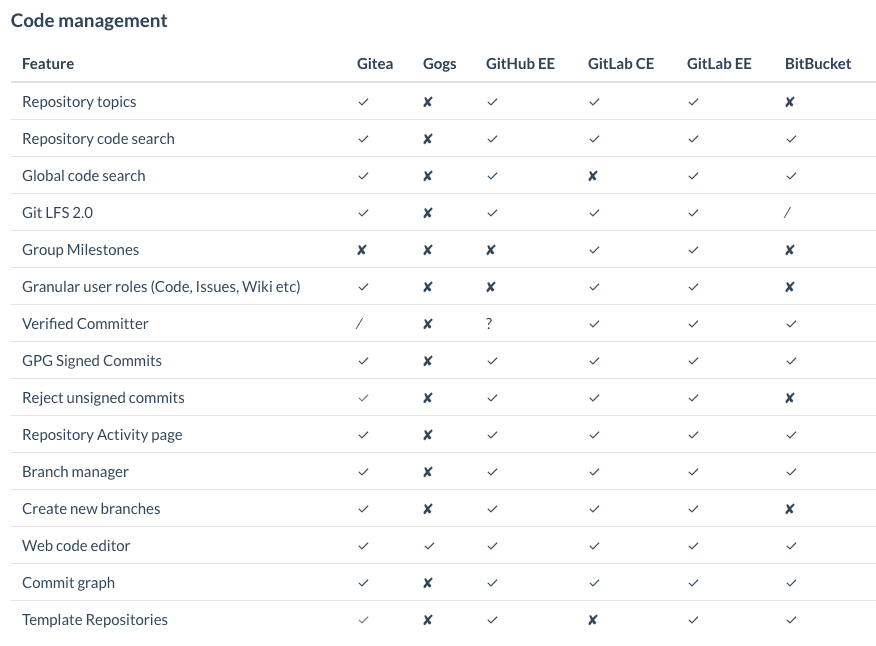 Code management
Feature Gitea Gogs GitHub EE GitLab CE GitLab EE BitBucket
Repository topics ✓ ✘ ✓ ✓ ✓ ✘
Repository code search ✓ ✘ ✓ ✓ ✓ ✓
Global code search ✓ ✘ ✓ ✘ ✓ ✓
Git LFS 2.0 ✓ ✘ ✓ ✓ ✓ ⁄
Group Milestones ✘ ✘ ✘ ✓ ✓ ✘
Granular user roles (Code, Issues, Wiki etc) ✓ ✘ ✘ ✓ ✓ ✘
Verified Committer ⁄ ✘ ? ✓ ✓ ✓
GPG Signed Commits ✓ ✘ ✓ ✓ ✓ ✓
Reject unsigned commits ✓ ✘ ✓ ✓ ✓ ✘
Repository Activity page ✓ ✘ ✓ ✓ ✓ ✓
Branch manager ✓ ✘ ✓ ✓ ✓ ✓
Create new branches ✓ ✘ ✓ ✓ ✓ ✘
Web code editor ✓ ✓ ✓ ✓ ✓ ✓
Commit graph ✓ ✘ ✓ ✓ ✓ ✓
Template Repositories ✓ ✘ ✓ ✘ ✓ ✓